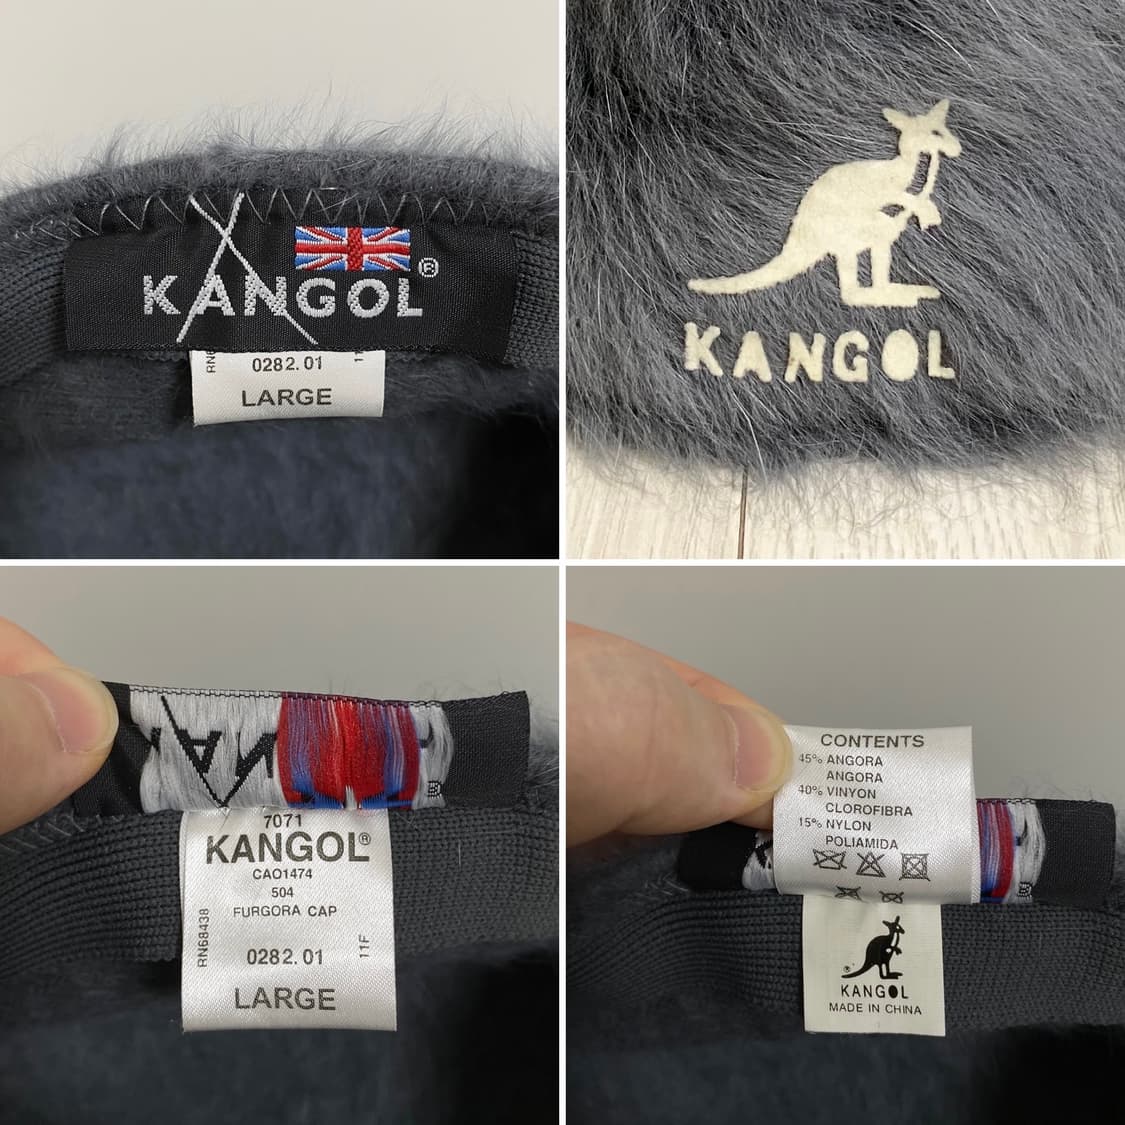 KANGOL®
0282.01
LARGE
KANGOL
7071
KANGOL®
CAO1474
504
FURGORA CAP
RN68438
11F
0282.01
LARGE
CONTENTS
45% ANGORA
ANGORA
40% VINYON
CLOROFIBRA
15% NYLON
POLIAMIDA
®
KANGOL
MADE IN CHINA